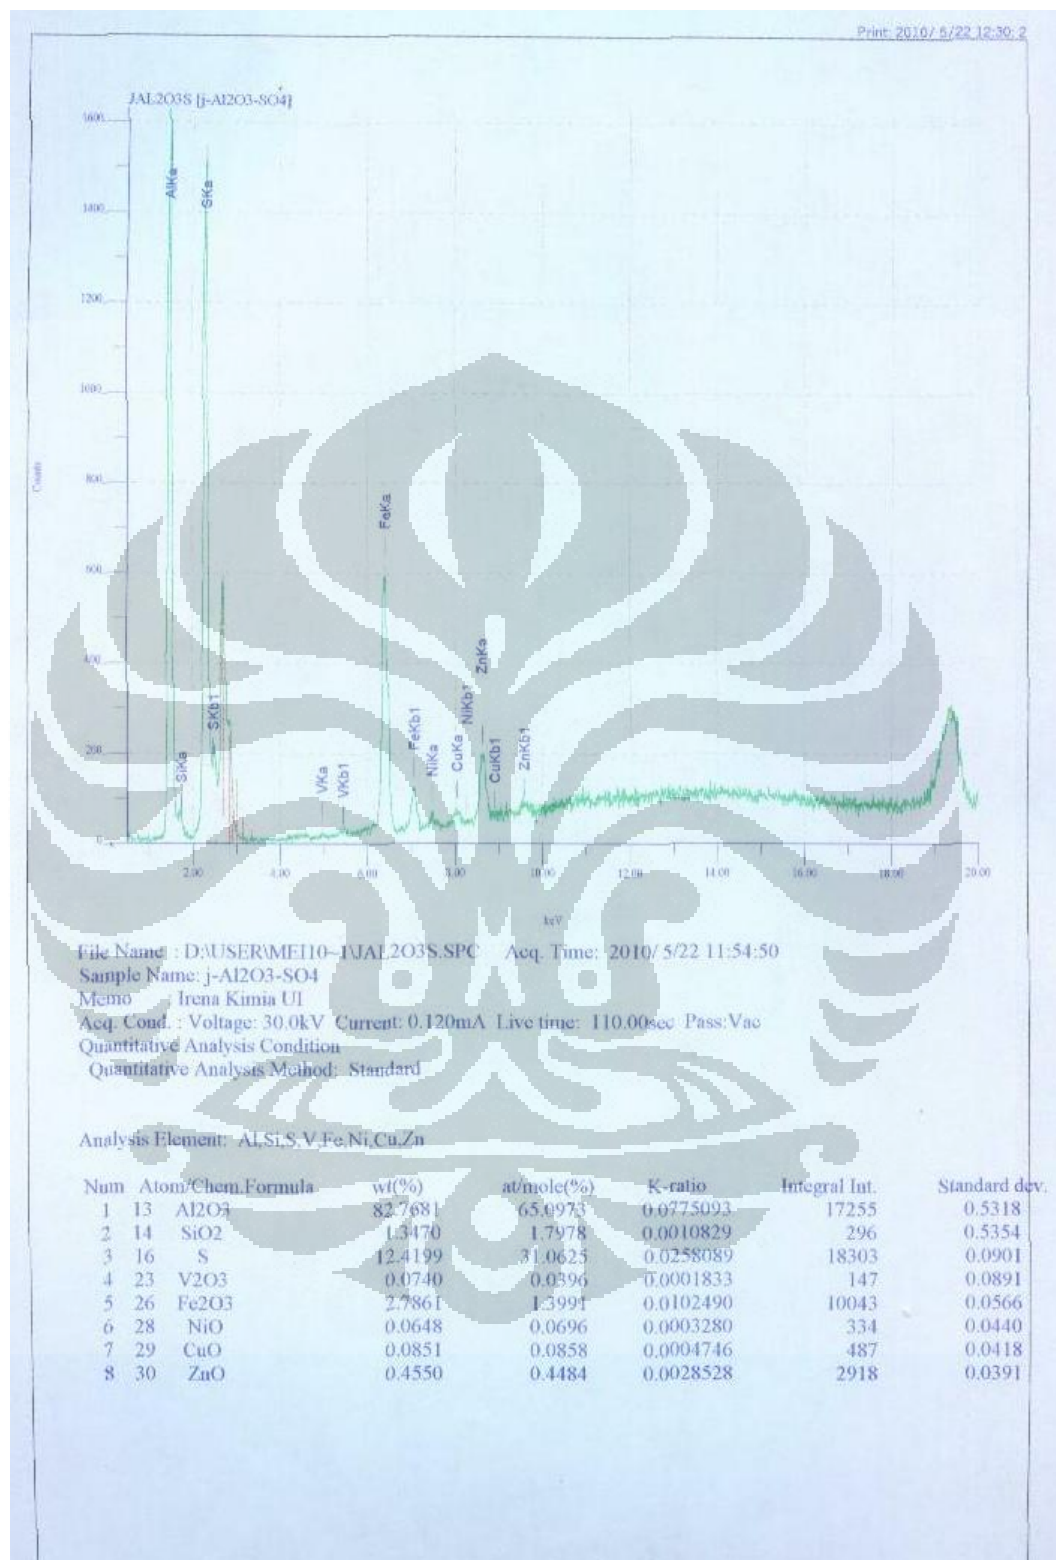 Print: 2010/ 5/22 12:30: 2
JAL2O3S [j-Al2O3-SO4]
1600
1400
1200
1000
800
600
400
200
0
Counts
AlKa
SiKa
SKa
SKb1
VKa
VKb1
FeKa
FeKb1
NiKa
CuKa
NiKb1
ZnKa
CuKb1
ZnKb1
2.00 4.00 6.00 8.00 10.00 12.00 14.00 16.00 18.00 20.00
keV
File Name : D:\USER\MEI10~1\JAL2O3S.SPC Acq. Time: 2010/ 5/22 11:54:50
Sample Name: j-Al2O3-SO4
Memo : Irena Kimia UI
Acq. Cond. : Voltage: 30.0kV Current: 0.120mA Live time: 110.00sec Pass:Vac
Quantitative Analysis Condition
Quantitative Analysis Method: Standard
Analysis Element: Al,Si,S,V,Fe,Ni,Cu,Zn
Num Atom/Chem.Formula wt(%) at/mole(%) K-ratio Integral Int. Standard dev.
1 13 Al2O3 82.7681 65.0973 0.0775093 17255 0.5318
2 14 SiO2 1.3470 1.7978 0.0010829 296 0.5354
3 16 S 12.4199 31.0625 0.0258089 18303 0.0901
4 23 V2O3 0.0740 0.0396 0.0001833 147 0.0891
5 26 Fe2O3 2.7861 1.3991 0.0102490 10043 0.0566
6 28 NiO 0.0648 0.0696 0.0003280 334 0.0440
7 29 CuO 0.0851 0.0858 0.0004746 487 0.0418
8 30 ZnO 0.4550 0.4484 0.0028528 2918 0.0391